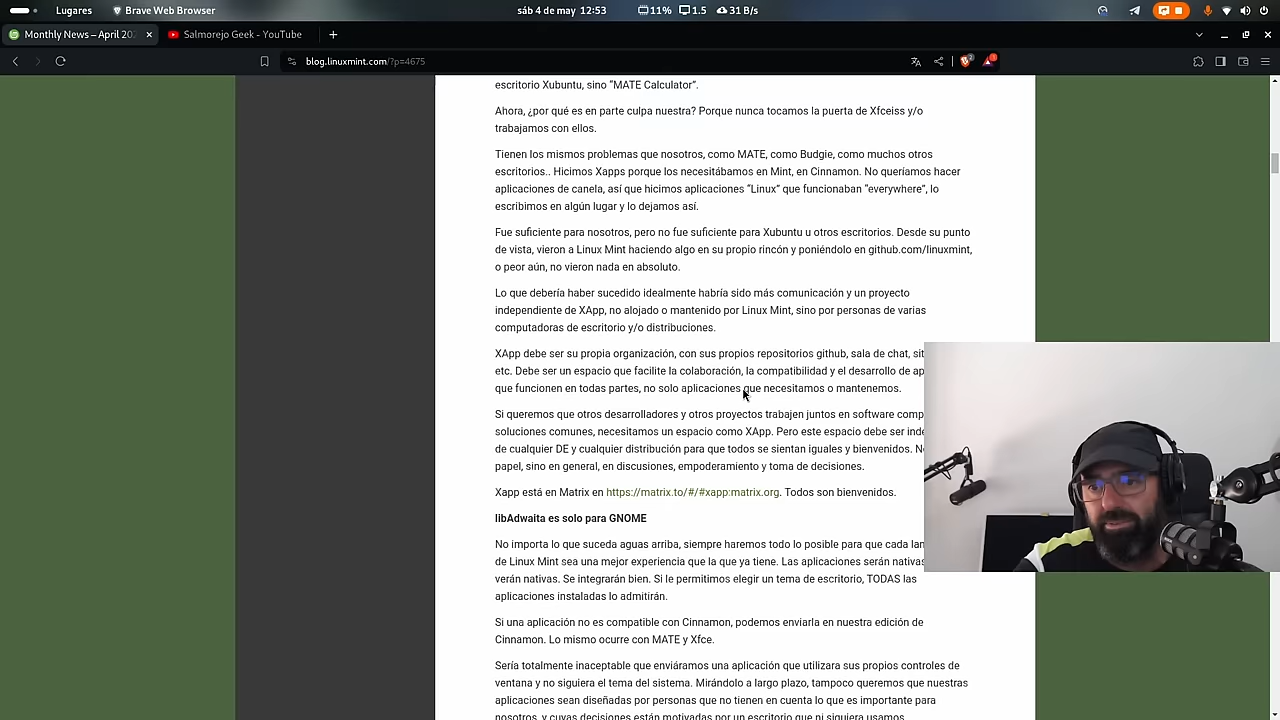 Lugares Brave Web Browser sáb 4 de may 12:53 11% 1.5 31 B/s
Monthly News – April 202 Salmorejo Geek - YouTube
blog.linuxmint.com/?p=4675
escritorio Xubuntu, sino “MATE Calculator”.
Ahora, ¿por qué es en parte culpa nuestra? Porque nunca tocamos la puerta de Xfceiss y/o
trabajamos con ellos.
Tienen los mismos problemas que nosotros, como MATE, como Budgie, como muchos otros
escritorios.. Hicimos Xapps porque los necesitábamos en Mint, en Cinnamon. No queríamos hacer
aplicaciones de canela, así que hicimos aplicaciones “Linux” que funcionaban “everywhere”, lo
escribimos en algún lugar y lo dejamos así.
Fue suficiente para nosotros, pero no fue suficiente para Xubuntu u otros escritorios. Desde su punto
de vista, vieron a Linux Mint haciendo algo en su propio rincón y poniéndolo en github.com/linuxmint,
o peor aún, no vieron nada en absoluto.
Lo que debería haber sucedido idealmente habría sido más comunicación y un proyecto
independiente de XApp, no alojado o mantenido por Linux Mint, sino por personas de varias
computadoras de escritorio y/o distribuciones.
XApp debe ser su propia organización, con sus propios repositorios github, sala de chat, sit
etc. Debe ser un espacio que facilite la colaboración, la compatibilidad y el desarrollo de ap
que funcionen en todas partes, no solo aplicaciones que necesitamos o mantenemos.
Si queremos que otros desarrolladores y otros proyectos trabajen juntos en software comp
soluciones comunes, necesitamos un espacio como XApp. Pero este espacio debe ser inde
de cualquier DE y cualquier distribución para que todos se sientan iguales y bienvenidos. N
papel, sino en general, en discusiones, empoderamiento y toma de decisiones.
Xapp está en Matrix en https://matrix.to/#/#xapp:matrix.org. Todos son bienvenidos.
libAdwaita es solo para GNOME
No importa lo que suceda aguas arriba, siempre haremos todo lo posible para que cada lan
de Linux Mint sea una mejor experiencia que la que ya tiene. Las aplicaciones serán nativas
verán nativas. Se integrarán bien. Si le permitimos elegir un tema de escritorio, TODAS las
aplicaciones instaladas lo admitirán.
Si una aplicación no es compatible con Cinnamon, podemos enviarla en nuestra edición de
Cinnamon. Lo mismo ocurre con MATE y Xfce.
Sería totalmente inaceptable que enviáramos una aplicación que utilizara sus propios controles de
ventana y no siguiera el tema del sistema. Mirándolo a largo plazo, tampoco queremos que nuestras
aplicaciones sean diseñadas por personas que no tienen en cuenta lo que es importante para
nosotros, y cuyas decisiones están motivadas por un escritorio que ni siquiera usamos.